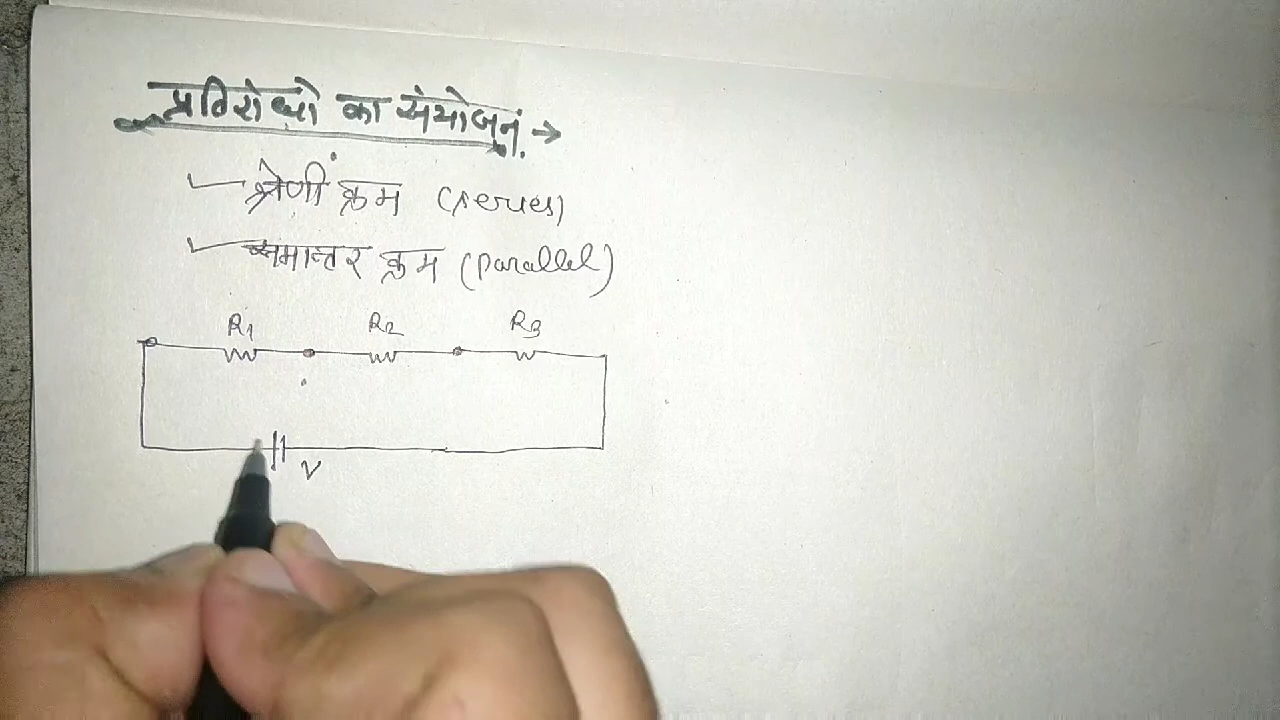 प्रतिरोधो का संयोजन →
श्रेणी क्रम (series)
समान्तर क्रम (parallel)
R1 R2 R3
V